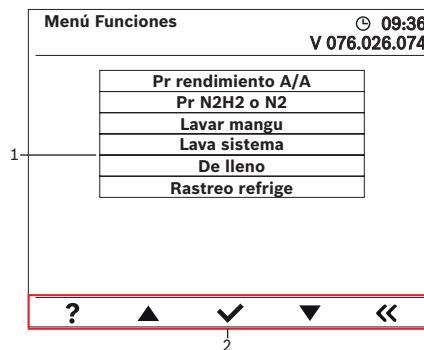 Menú Funciones 09:36
V 076.026.074
Pr rendimiento A/A
Pr N2H2 o N2
Lavar mangu
Lava sistema
1
De lleno
Rastreo refrige
?
2